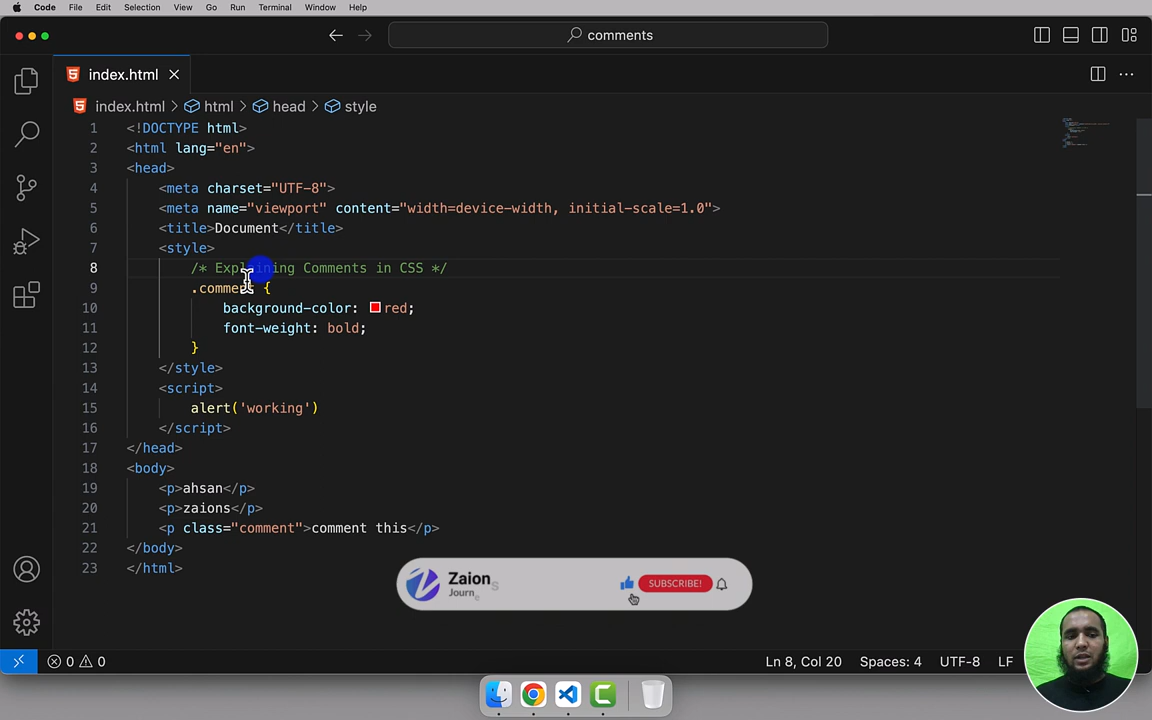 Code File Edit Selection View Go Run Terminal Window Help
comments
index.html
index.html > html > head > style
1 <!DOCTYPE html>
2 <html lang="en">
3 <head>
4 <meta charset="UTF-8">
5 <meta name="viewport" content="width=device-width, initial-scale=1.0">
6 <title>Document</title>
7 <style>
8 /* Explaining Comments in CSS */
9 .comment {
10 background-color: red;
11 font-weight: bold;
12 }
13 </style>
14 <script>
15 alert('working')
16 </script>
17 </head>
18 <body>
19 <p>ahsan</p>
20 <p>zaions</p>
21 <p class="comment">comment this</p>
22 </body>
23 </html>
Zaions
Journe
SUBSCRIBE!
0 0 Ln 8, Col 20 Spaces: 4 UTF-8 LF